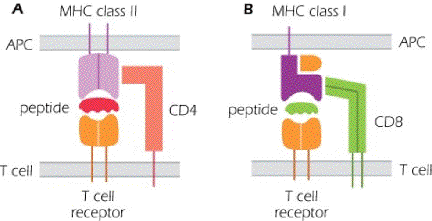 A
MHC class II
APC
peptide
CD4
T cell
T cell
receptor
B
MHC class I
APC
peptide
CD8
T cell
T cell
receptor